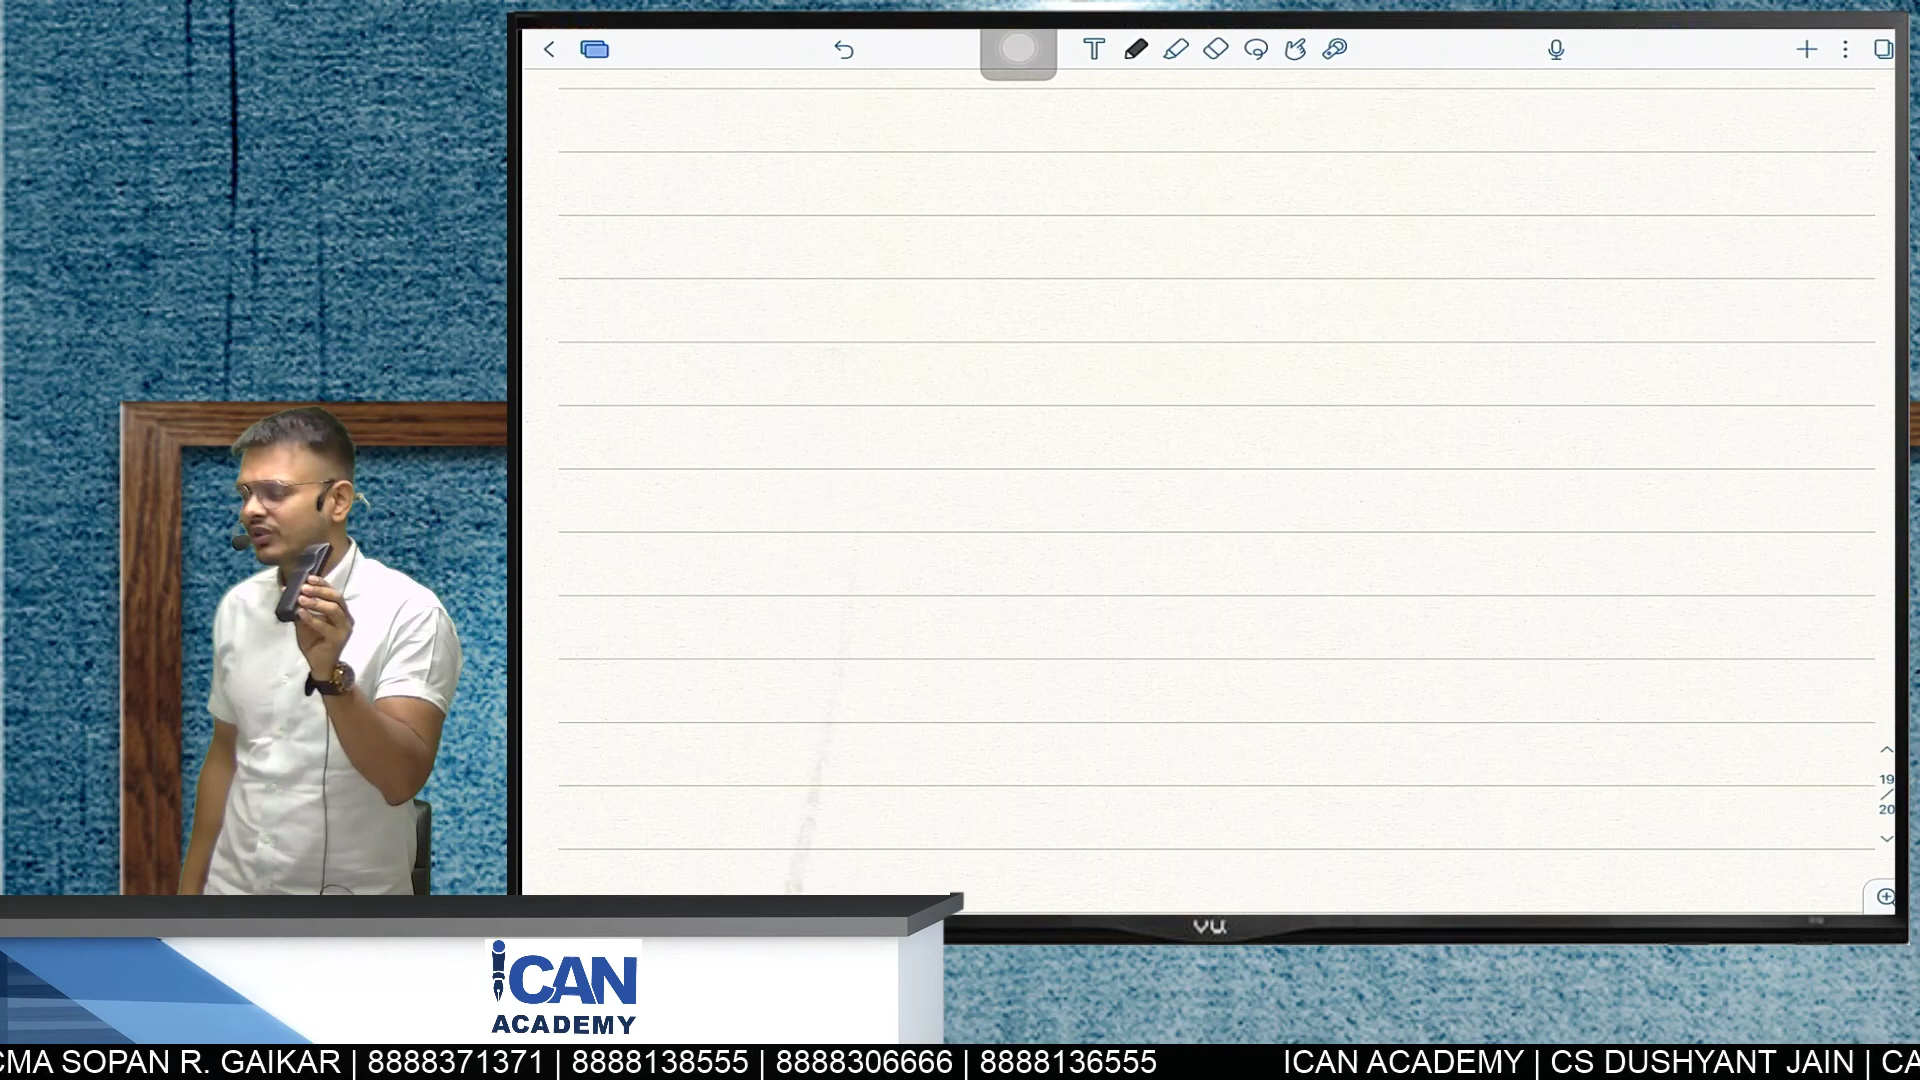 T
19
20
vu
iCAN
ACADEMY
CMA SOPAN R. GAIKAR | 8888371371 | 8888138555 | 8888306666 | 8888136555 ICAN ACADEMY | CS DUSHYANT JAIN | CA